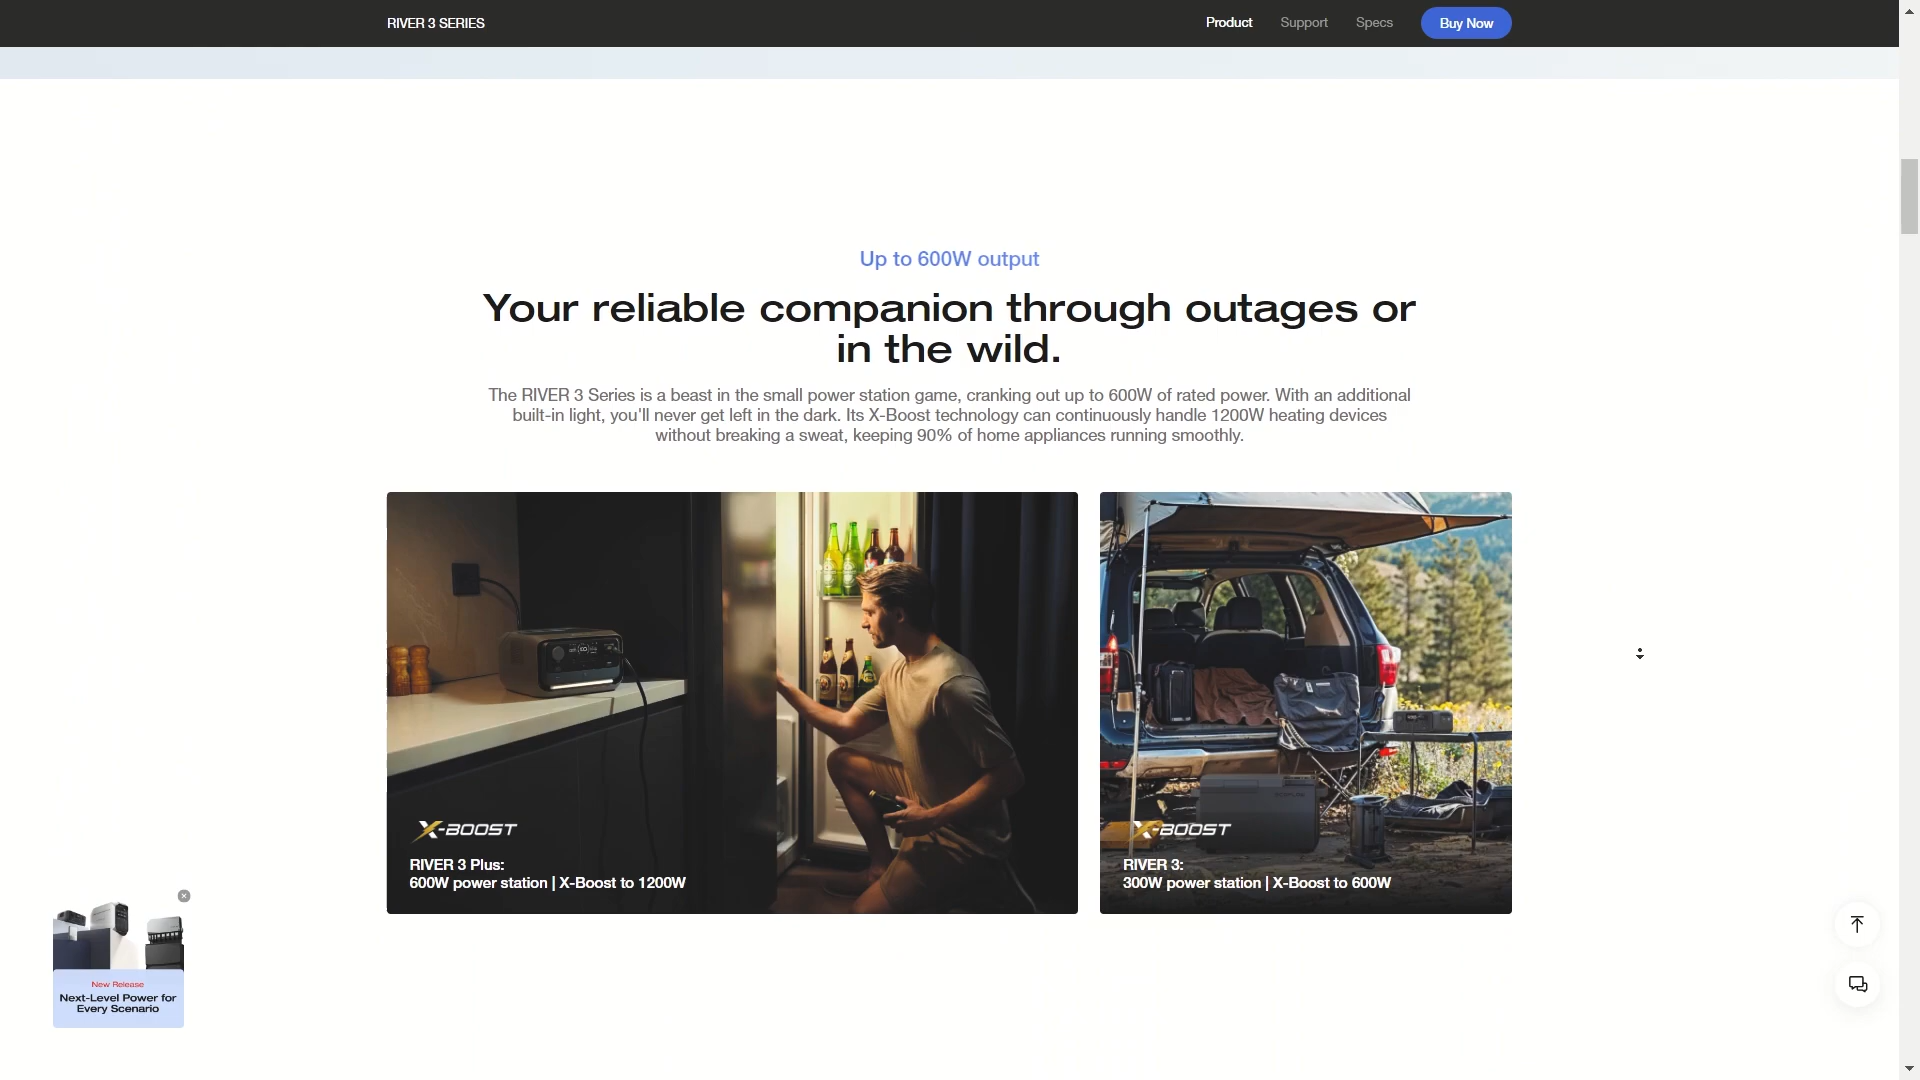 RIVER 3 SERIES
Product
Support
Specs
Buy Now
Up to 600W output
Your reliable companion through outages or
in the wild.
The RIVER 3 Series is a beast in the small power station game, cranking out up to 600W of rated power. With an additional
built-in light, you'll never get left in the dark. Its X-Boost technology can continuously handle 1200W heating devices
without breaking a sweat, keeping 90% of home appliances running smoothly.
X-BOOST
RIVER 3 Plus:
600W power station | X-Boost to 1200W
X-BOOST
RIVER 3:
300W power station | X-Boost to 600W
New Release
Next-Level Power for
Every Scenario